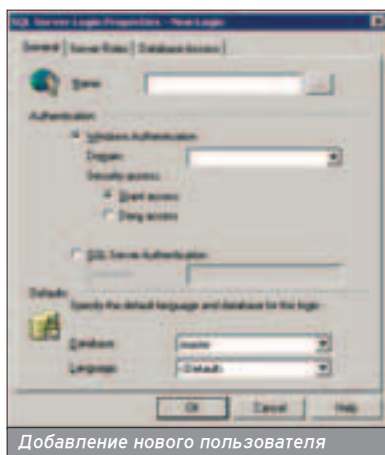 SQL Server Login Properties - New Login
General Server Roles Database Access
Name:
Authentication
Windows Authentication
Domain:
Security access:
Grant access
Deny access
SQL Server Authentication
Defaults
Specify the default language and database for this login.
Database: master
Language: <Default>
OK Cancel Help
Добавление нового пользователя